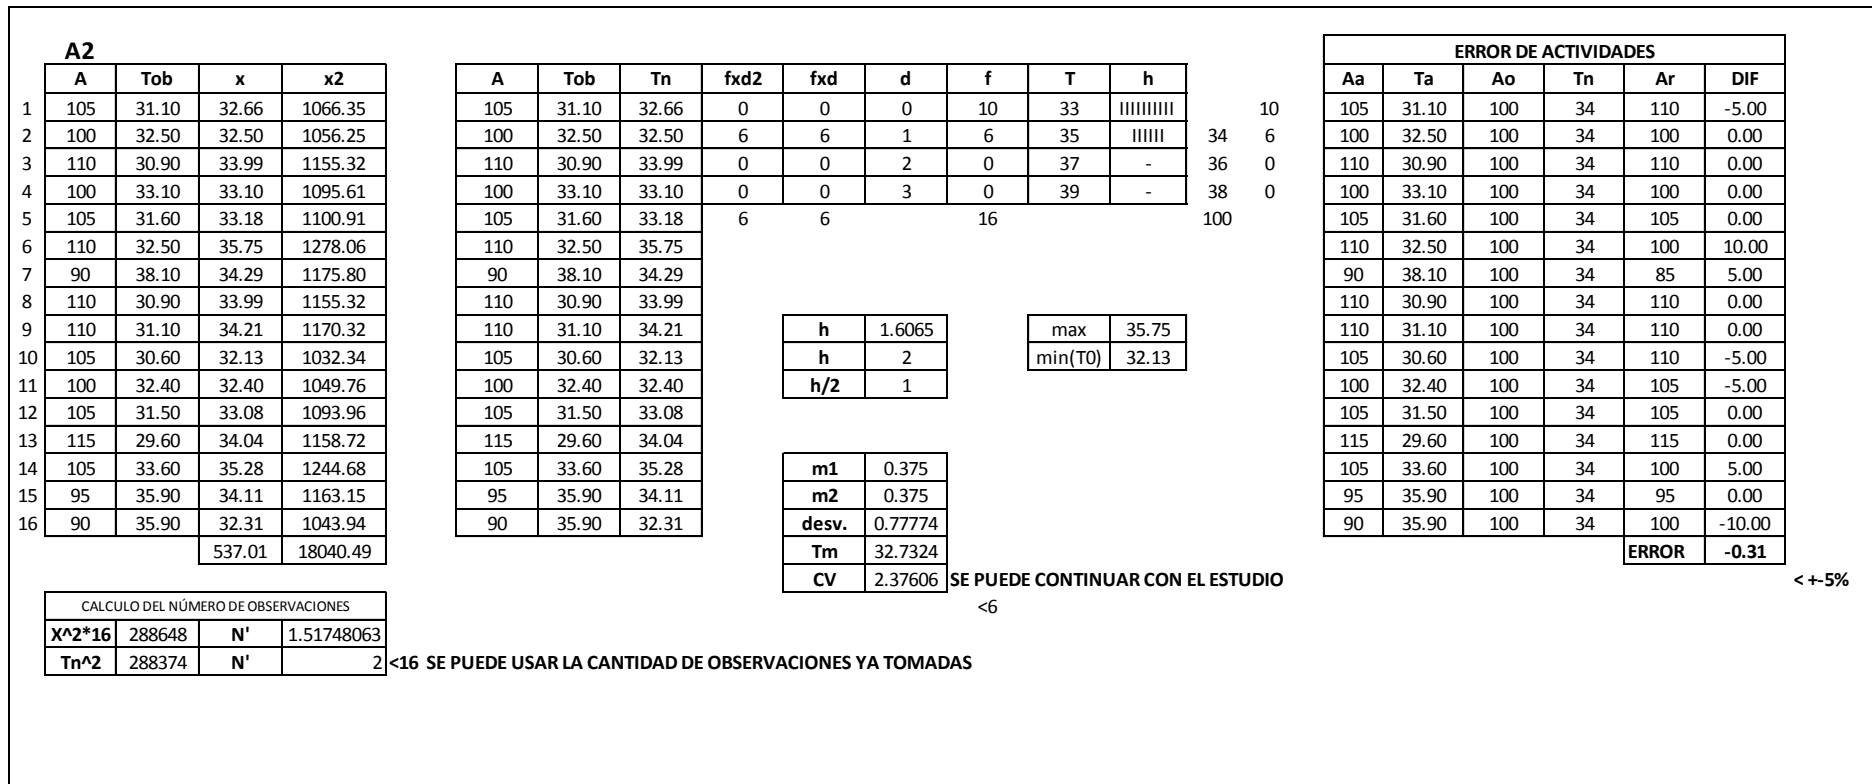 A2 ERROR DE ACTIVIDADES
A Tob x x2 A Tob Tn fxd2 fxd d f T h Aa Ta Ao Tn Ar DIF
1 105 31.10 32.66 1066.35 105 31.10 32.66 0 0 0 10 33 IIIIIIIIII 10 105 31.10 100 34 110 -5.00
2 100 32.50 32.50 1056.25 100 32.50 32.50 6 6 1 6 35 IIIIII 34 6 100 32.50 100 34 100 0.00
3 110 30.90 33.99 1155.32 110 30.90 33.99 0 0 2 0 37 - 36 0 110 30.90 100 34 110 0.00
4 100 33.10 33.10 1095.61 100 33.10 33.10 0 0 3 0 39 - 38 0 100 33.10 100 34 100 0.00
5 105 31.60 33.18 1100.91 105 31.60 33.18 6 6 16 100 105 31.60 100 34 105 0.00
6 110 32.50 35.75 1278.06 110 32.50 35.75 110 32.50 100 34 100 10.00
7 90 38.10 34.29 1175.80 90 38.10 34.29 90 38.10 100 34 85 5.00
8 110 30.90 33.99 1155.32 110 30.90 33.99 110 30.90 100 34 110 0.00
9 110 31.10 34.21 1170.32 110 31.10 34.21 h 1.6065 max 35.75 110 31.10 100 34 110 0.00
10 105 30.60 32.13 1032.34 105 30.60 32.13 h 2 min(T0) 32.13 105 30.60 100 34 110 -5.00
11 100 32.40 32.40 1049.76 100 32.40 32.40 h/2 1 100 32.40 100 34 105 -5.00
12 105 31.50 33.08 1093.96 105 31.50 33.08 105 31.50 100 34 105 0.00
13 115 29.60 34.04 1158.72 115 29.60 34.04 115 29.60 100 34 115 0.00
14 105 33.60 35.28 1244.68 105 33.60 35.28 m1 0.375 105 33.60 100 34 100 5.00
15 95 35.90 34.11 1163.15 95 35.90 34.11 m2 0.375 95 35.90 100 34 95 0.00
16 90 35.90 32.31 1043.94 90 35.90 32.31 desv. 0.77774 90 35.90 100 34 100 -10.00
537.01 18040.49 Tm 32.7324 ERROR -0.31
CV 2.37606 SE PUEDE CONTINUAR CON EL ESTUDIO < +-5%
CALCULO DEL NÚMERO DE OBSERVACIONES <6
X^2*16 288648 N' 1.51748063
Tn^2 288374 N' 2 <16 SE PUEDE USAR LA CANTIDAD DE OBSERVACIONES YA TOMADAS